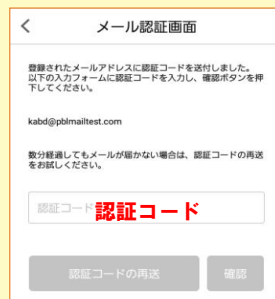 メール認証画面
登録されたメールアドレスに認証コードを送付しました。
以下の入力フォームに認証コードを入力し、確認ボタンを押
下してください。
kabd@pblmailtest.com
数分経過してもメールが届かない場合は、認証コードの再送
をお試しください。
認証コード
認証コード
認証コードの再送
確認